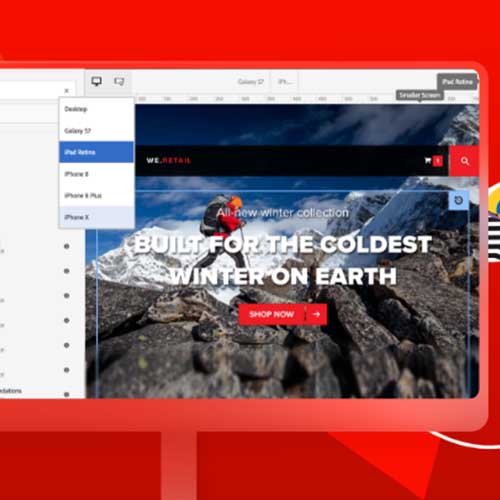 Galaxy S7
iPh...
iPad Retina
Smaller Screen
Desktop
Galaxy S7
iPad Retina
iPhone 8
iPhone 8 Plus
iPhone X
WE.RETAIL
1
All-new winter collection
BUILT FOR THE COLDEST
WINTER ON EARTH
SHOP NOW